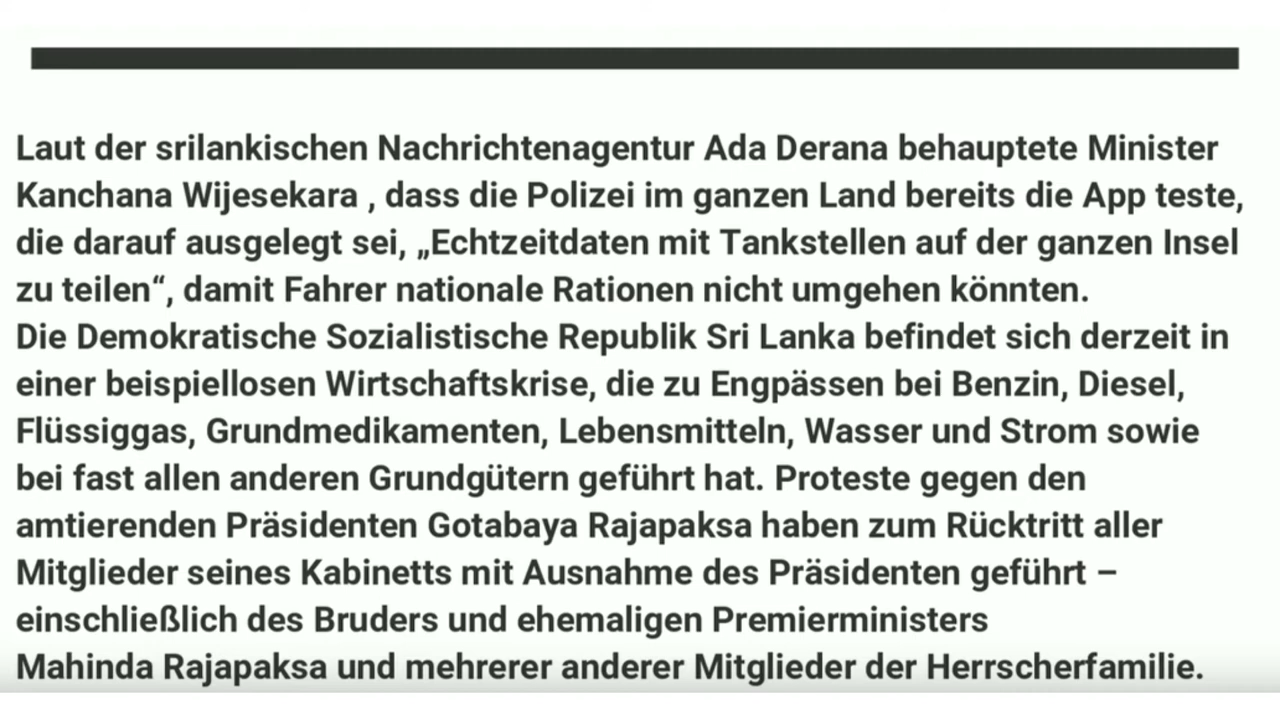 Laut der srilankischen Nachrichtenagentur Ada Derana behauptete Minister
Kanchana Wijesekara , dass die Polizei im ganzen Land bereits die App teste,
die darauf ausgelegt sei, „Echtzeitdaten mit Tankstellen auf der ganzen Insel
zu teilen“, damit Fahrer nationale Rationen nicht umgehen könnten.
Die Demokratische Sozialistische Republik Sri Lanka befindet sich derzeit in
einer beispiellosen Wirtschaftskrise, die zu Engpässen bei Benzin, Diesel,
Flüssiggas, Grundmedikamenten, Lebensmitteln, Wasser und Strom sowie
bei fast allen anderen Grundgütern geführt hat. Proteste gegen den
amtierenden Präsidenten Gotabaya Rajapaksa haben zum Rücktritt aller
Mitglieder seines Kabinetts mit Ausnahme des Präsidenten geführt –
einschließlich des Bruders und ehemaligen Premierministers
Mahinda Rajapaksa und mehrerer anderer Mitglieder der Herrscherfamilie.